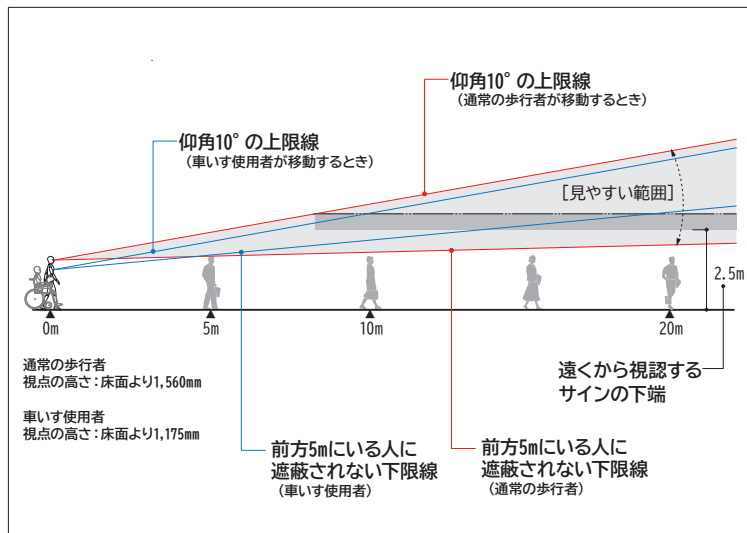 仰角10°の上限線
（通常の歩行者が移動するとき）
仰角10°の上限線
（車いす使用者が移動するとき）
［見やすい範囲］
2.5m
0m
5m
10m
20m
通常の歩行者
視点の高さ：床面より1,560mm
車いす使用者
視点の高さ：床面より1,175mm
遠くから視認する
サインの下端
前方5mにいる人に
遮蔽されない下限線
（車いす使用者）
前方5mにいる人に
遮蔽されない下限線
（通常の歩行者）